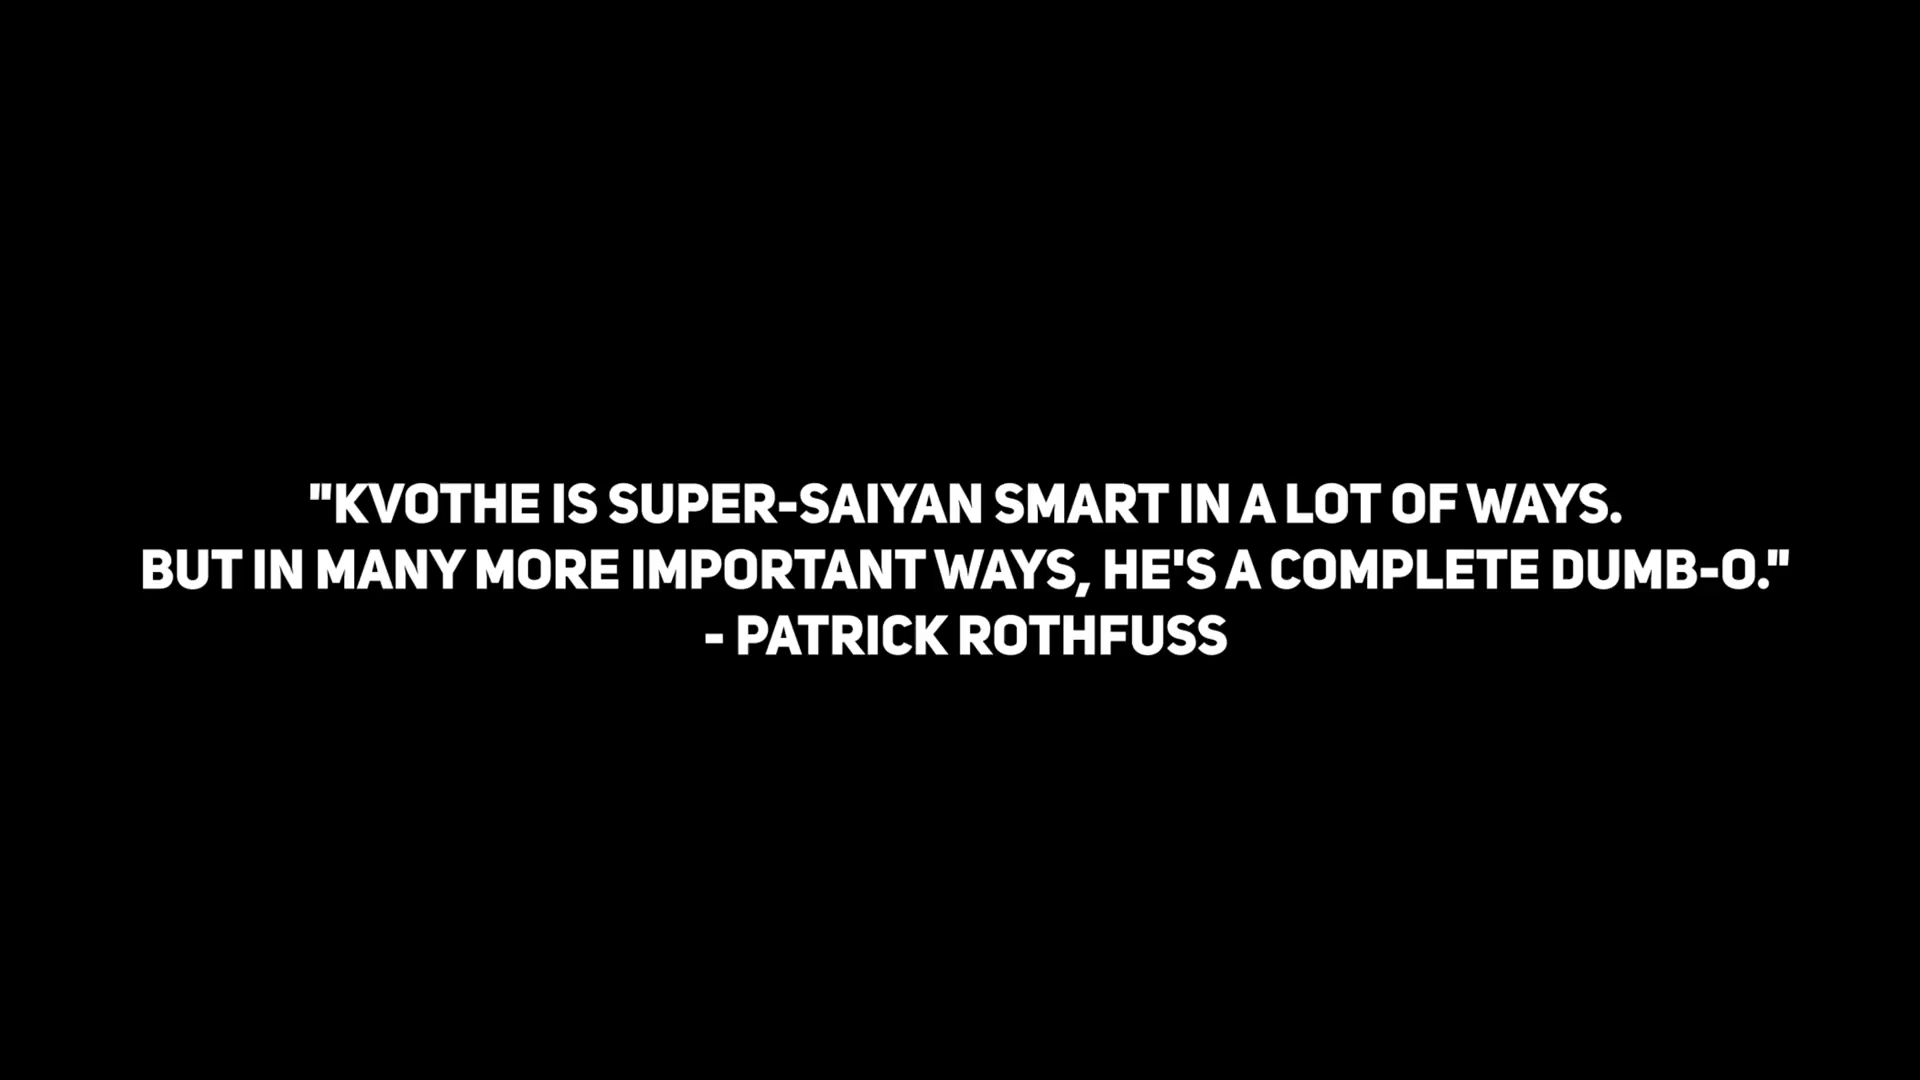 "KVOTHE IS SUPER-SAIYAN SMART IN A LOT OF WAYS.
BUT IN MANY MORE IMPORTANT WAYS, HE'S A COMPLETE DUMB-O."
- PATRICK ROTHFUSS